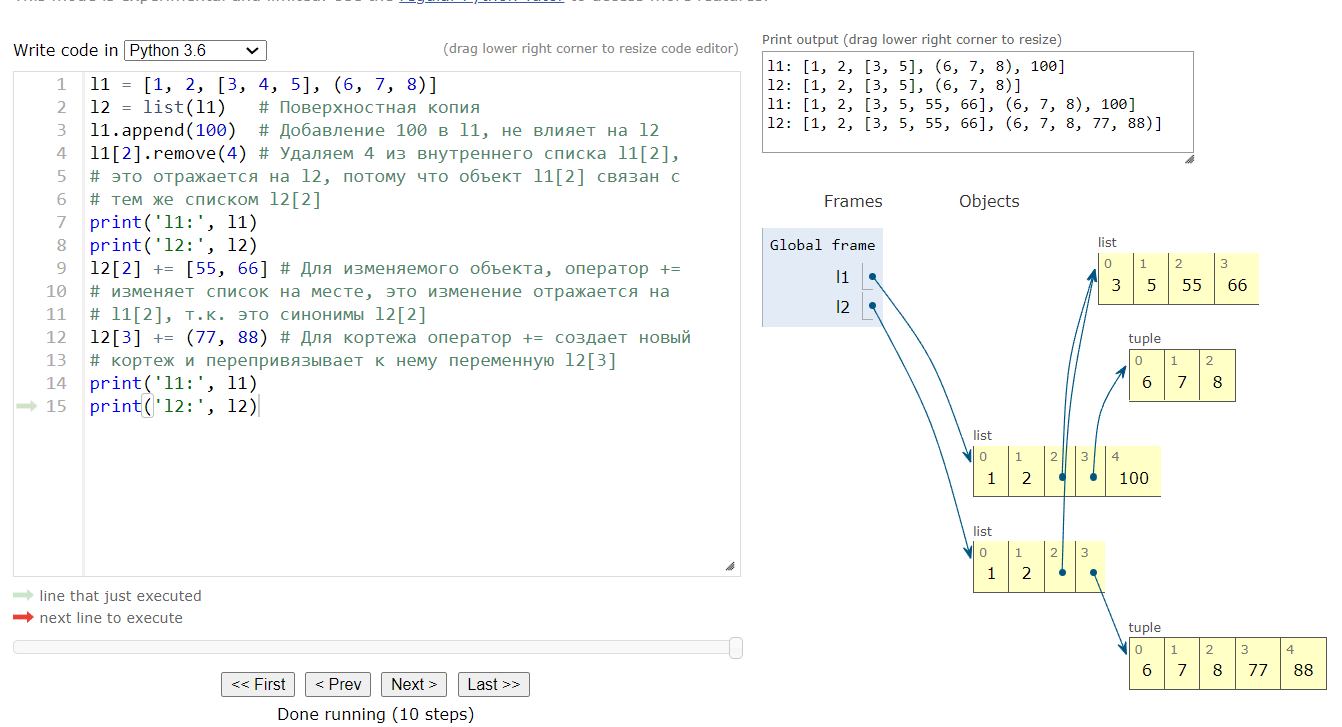 regular Python Tutor to access more features.
Write code in Python 3.6
(drag lower right corner to resize code editor)
1 l1 = [1, 2, [3, 4, 5], (6, 7, 8)]
2 l2 = list(l1)   # Поверхностная копия
3 l1.append(100)  # Добавление 100 в l1, не влияет на l2
4 l1[2].remove(4) # Удаляем 4 из внутреннего списка l1[2],
5 # это отражается на l2, потому что объект l1[2] связан с
6 # тем же списком l2[2]
7 print('l1:', l1)
8 print('l2:', l2)
9 l2[2] += [55, 66] # Для изменяемого объекта, оператор +=
10 # изменяет список на месте, это изменение отражается на
11 # l1[2], т.к. это синонимы l2[2]
12 l2[3] += (77, 88) # Для кортежа оператор += создает новый
13 # кортеж и перепривязывает к нему переменную l2[3]
14 print('l1:', l1)
15 print('l2:', l2)
line that just executed
next line to execute
<< First < Prev Next > Last >>
Done running (10 steps)
Print output (drag lower right corner to resize)
l1: [1, 2, [3, 5], (6, 7, 8), 100]
l2: [1, 2, [3, 5], (6, 7, 8)]
l1: [1, 2, [3, 5, 55, 66], (6, 7, 8), 100]
l2: [1, 2, [3, 5, 55, 66], (6, 7, 8, 77, 88)]
Frames Objects
Global frame
l1
l2
list
0 1 2 3
3 5 55 66
tuple
0 1 2
6 7 8
list
0 1 2 3 4
1 2 100
list
0 1 2 3
1 2
tuple
0 1 2 3 4
6 7 8 77 88